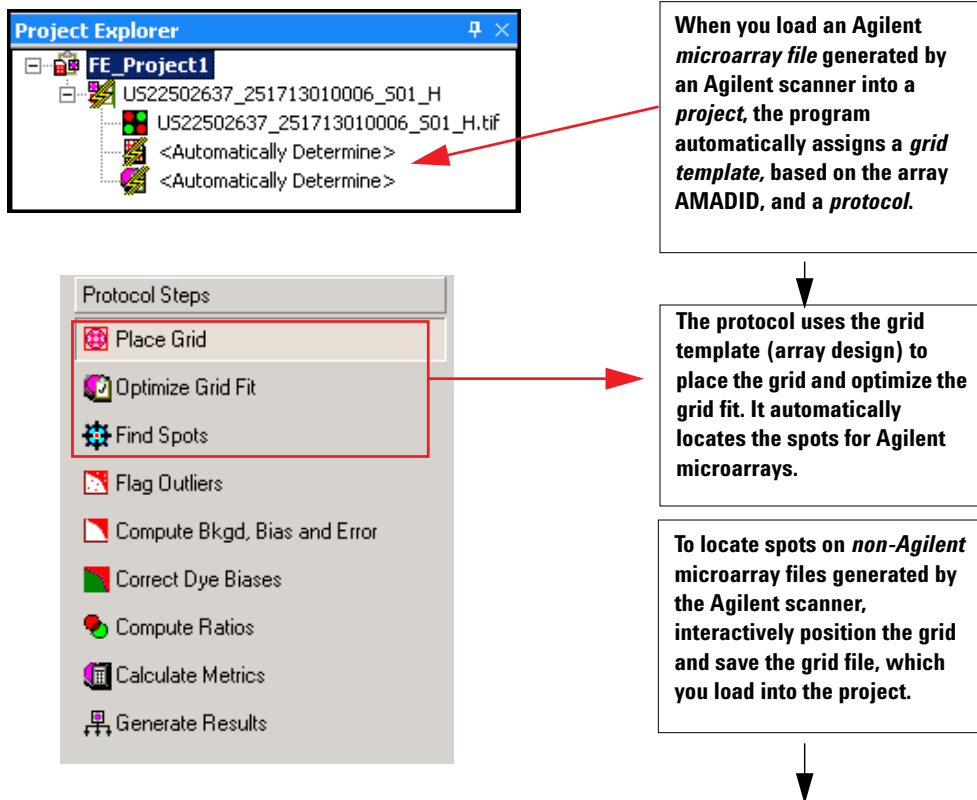 Project Explorer
FE_Project1
US22502637_251713010006_S01_H
US22502637_251713010006_S01_H.tif
<Automatically Determine>
<Automatically Determine>
When you load an Agilent
microarray file generated by
an Agilent scanner into a
project, the program
automatically assigns a grid
template, based on the array
AMADID, and a protocol.
Protocol Steps
Place Grid
Optimize Grid Fit
Find Spots
Flag Outliers
Compute Bkgd, Bias and Error
Correct Dye Biases
Compute Ratios
Calculate Metrics
Generate Results
The protocol uses the grid
template (array design) to
place the grid and optimize the
grid fit. It automatically
locates the spots for Agilent
microarrays.
To locate spots on non-Agilent
microarray files generated by
the Agilent scanner,
interactively position the grid
and save the grid file, which
you load into the project.